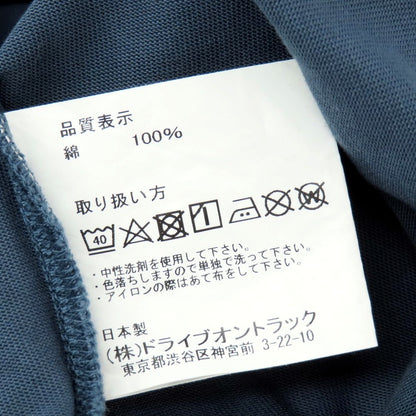 品質表示
綿 100%
取り扱い方
40
・中性洗剤を使用して下さい。
・色落ちしますので単独で洗って下さい。
・アイロンの際はあて布をして下さい。
日本製
(株)ドライブオントラック
東京都渋谷区神宮前 3-22-10